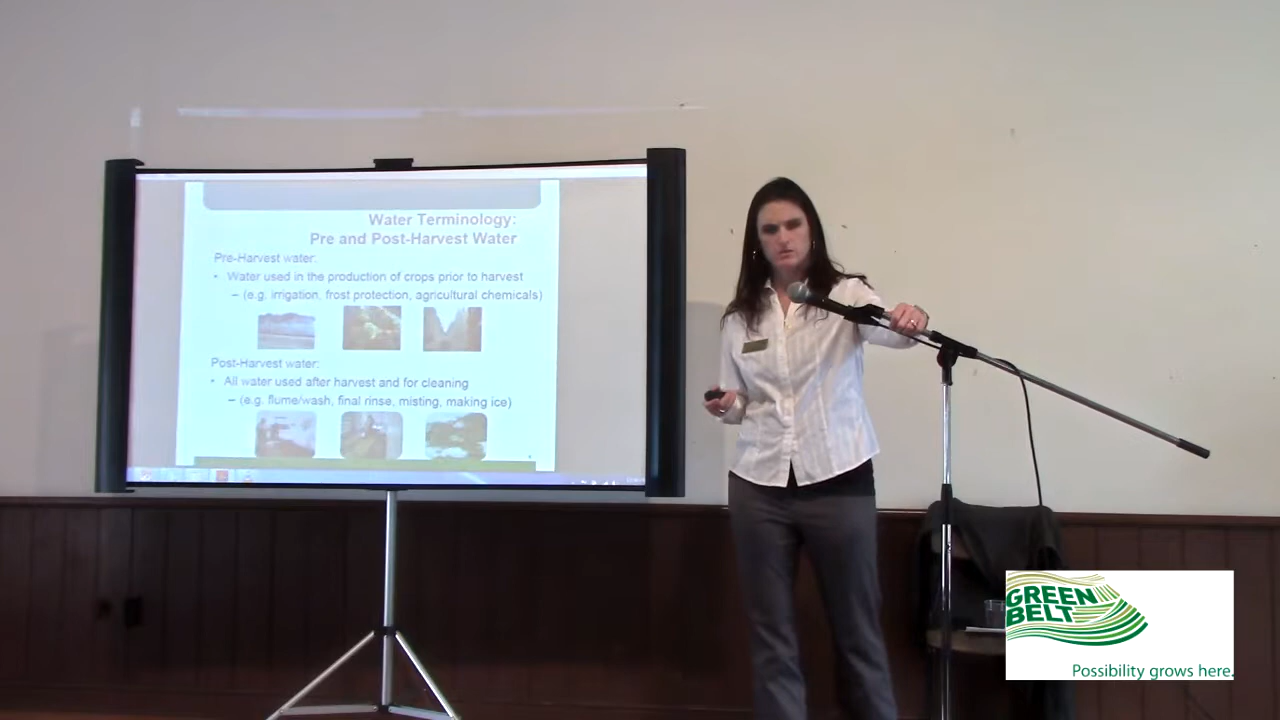 Water Terminology:
Pre and Post-Harvest Water
Pre-Harvest water:
• Water used in the production of crops prior to harvest
– (e.g. irrigation, frost protection, agricultural chemicals)
Post-Harvest water:
• All water used after harvest and for cleaning
– (e.g. flume/wash, final rinse, misting, making ice)
GREEN
BELT
Possibility grows here.